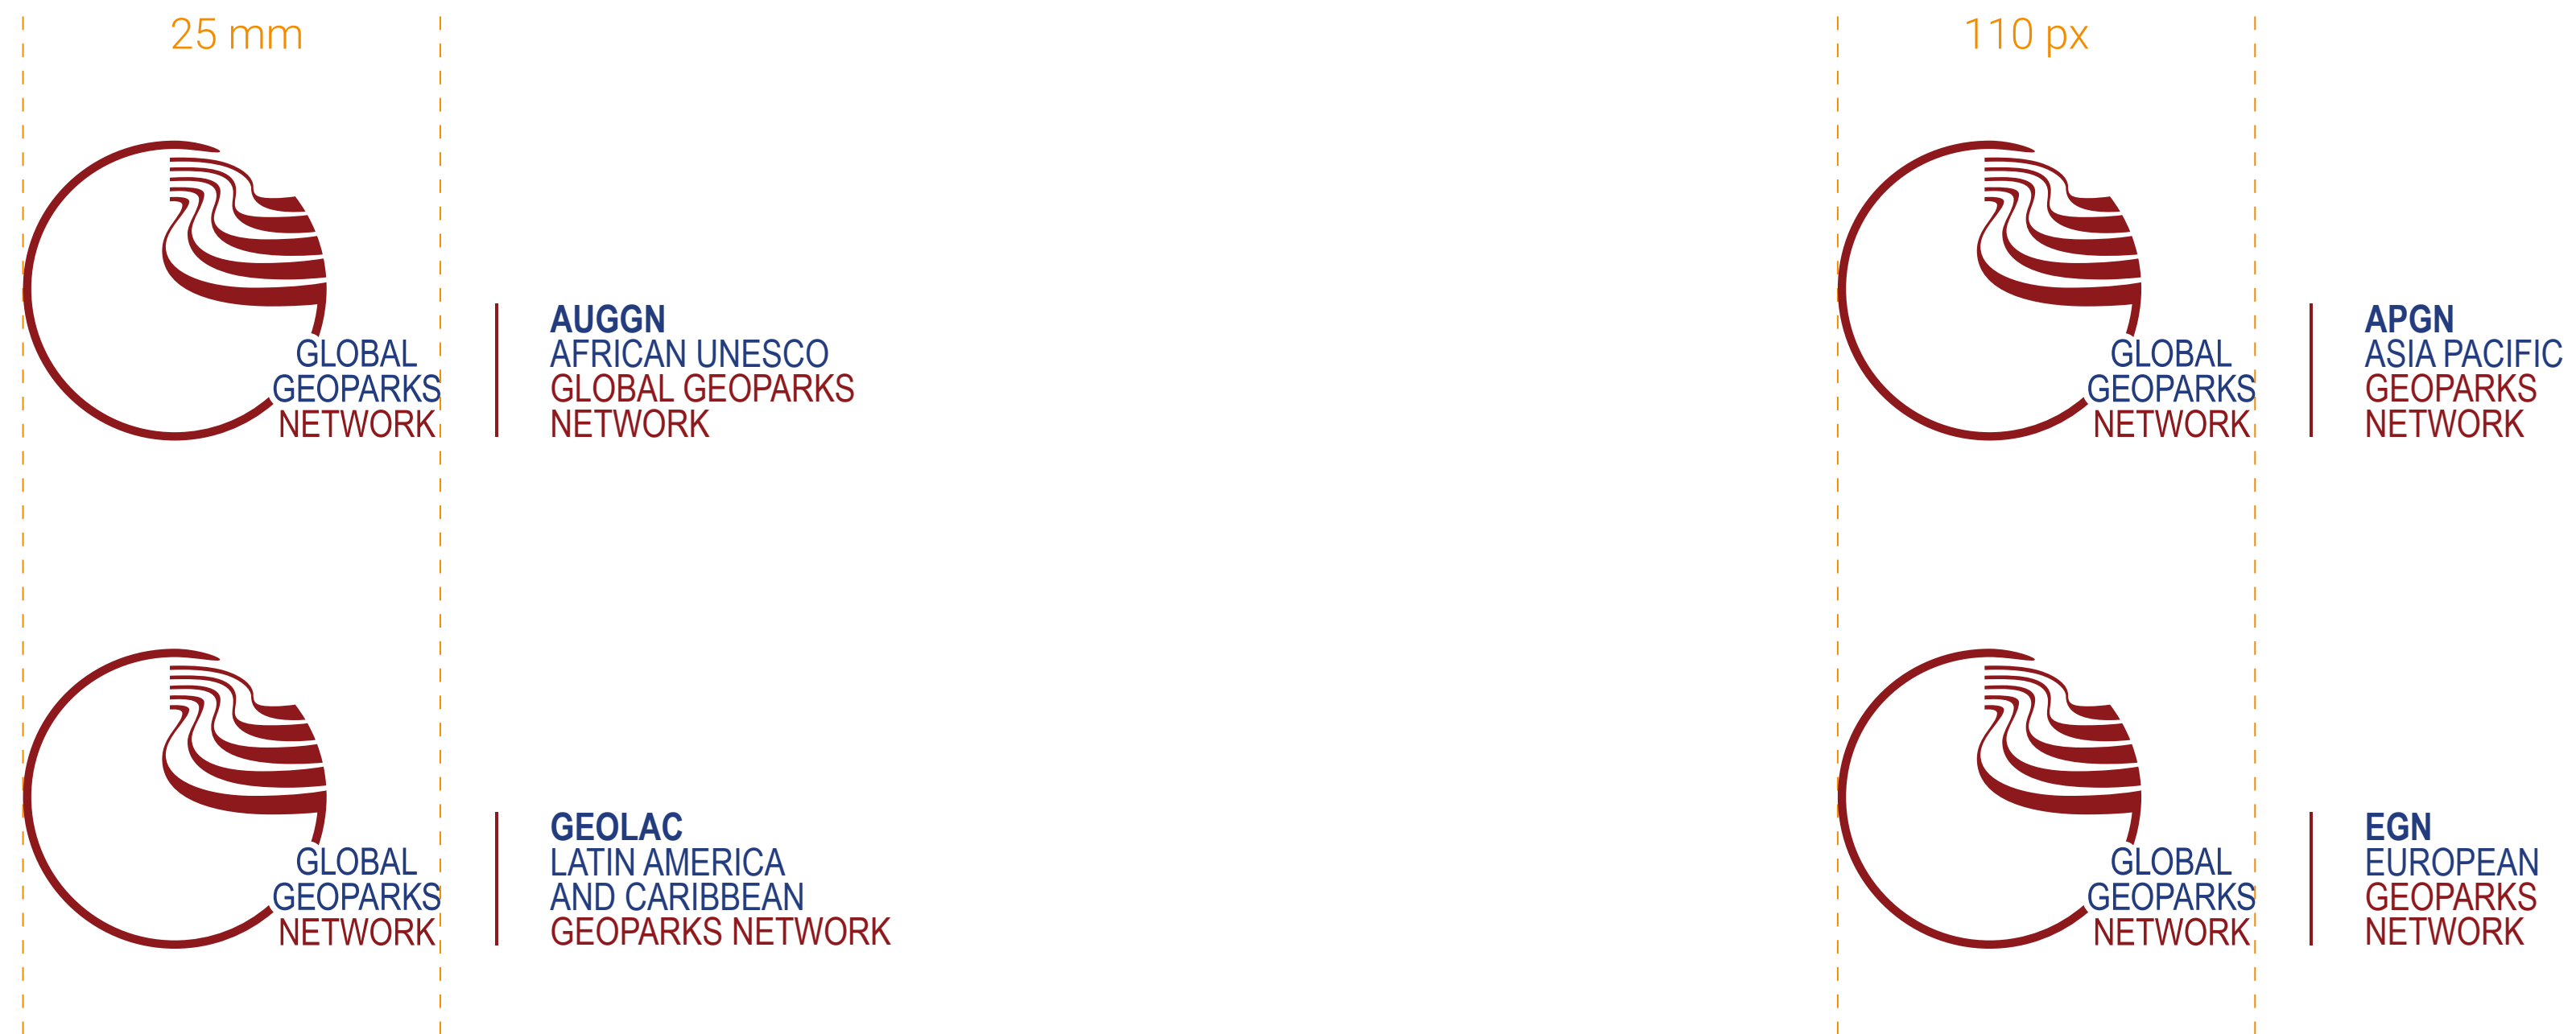 25 mm
110 px
GLOBAL
GEOPARKS
NETWORK
AUGGN
AFRICAN UNESCO
GLOBAL GEOPARKS
NETWORK
GLOBAL
GEOPARKS
NETWORK
APGN
ASIA PACIFIC
GEOPARKS
NETWORK
GLOBAL
GEOPARKS
NETWORK
GEOLAC
LATIN AMERICA
AND CARIBBEAN
GEOPARKS NETWORK
GLOBAL
GEOPARKS
NETWORK
EGN
EUROPEAN
GEOPARKS
NETWORK